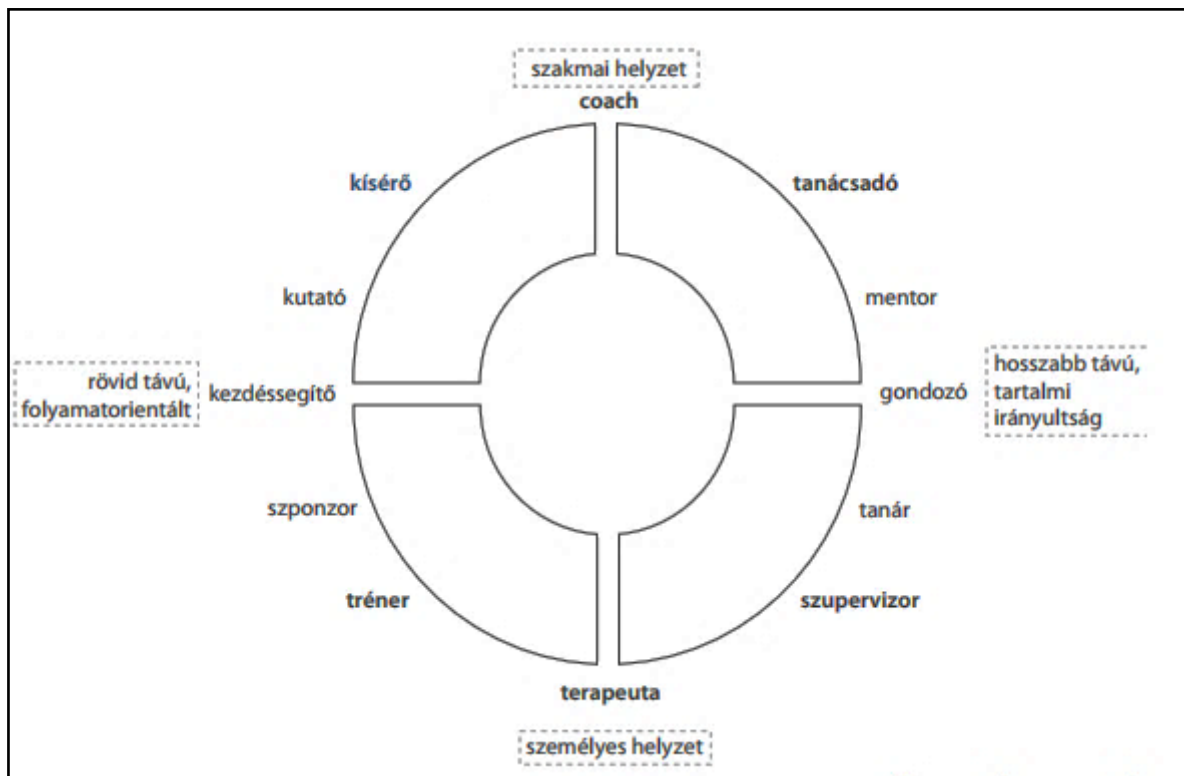 szakmai helyzet
coach
kísérő
tanácsadó
kutató
mentor
rövid távú,
folyamatorientált
kezdéssegítő
gondozó
hosszabb távú,
tartalmi
irányultság
szponzor
tanár
tréner
szupervizor
terapeuta
személyes helyzet